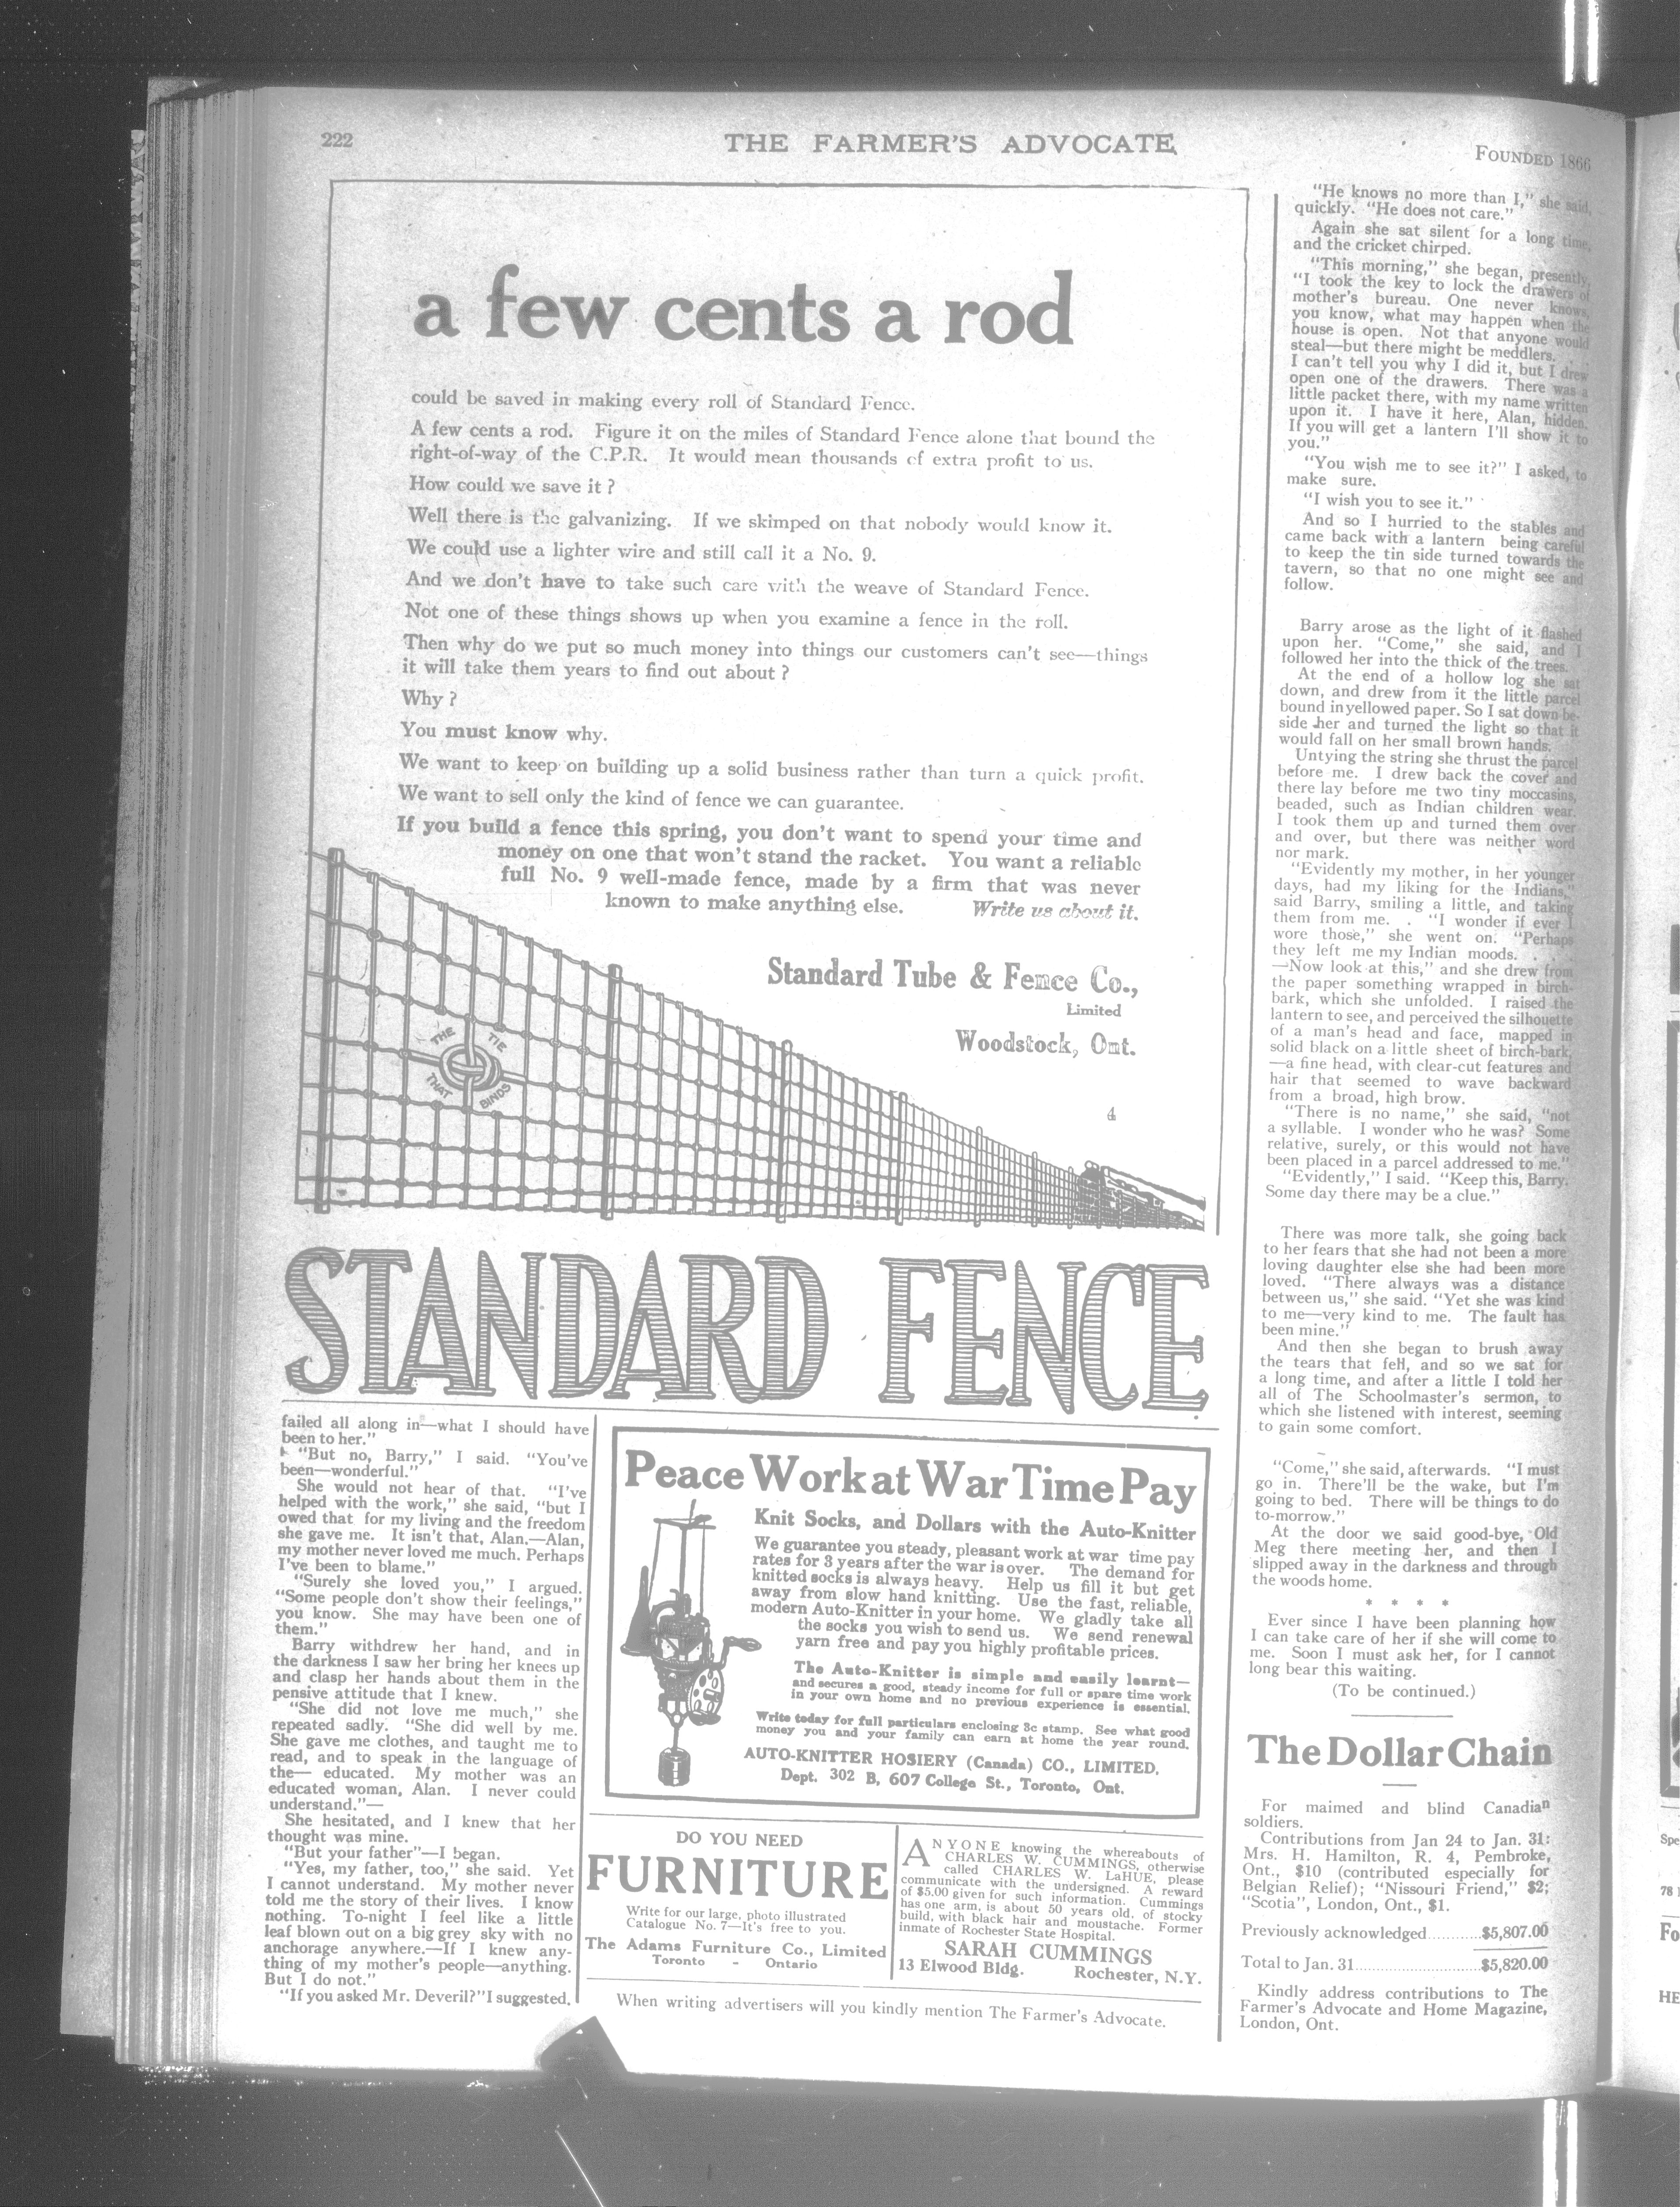 222
THE FARMER'S ADVOCATE
FOUNDED 1866
a few cents a rod
could be saved in making every roll of Standard Fence.
A few cents a rod. Figure it on the miles of Standard Fence alone that bound the
right-of-way of the C.P.R. It would mean thousands of extra profit to us.
How could we save it ?
Well there is the galvanizing. If we skimped on that nobody would know it.
We could use a lighter wire and still call it a No. 9.
And we don't have to take such care with the weave of Standard Fence.
Not one of these things shows up when you examine a fence in the roll.
Then why do we put so much money into things our customers can't see—things
it will take them years to find out about ?
Why ?
You must know why.
We want to keep on building up a solid business rather than turn a quick profit.
We want to sell only the kind of fence we can guarantee.
If you build a fence this spring, you don't want to spend your time and
money on one that won't stand the racket. You want a reliable
full No. 9 well-made fence, made by a firm that was never
known to make anything else. Write us about it.
Standard Tube & Fence Co.,
Limited
Woodstock, Ont.
4
THE TIE
THAT BINDS
STANDARD FENCE
failed all along in—what I should have
been to her."
"But no, Barry," I said. "You've
been—wonderful."
She would not hear of that. "I've
helped with the work," she said, "but I
owed that for my living and the freedom
she gave me. It isn't that, Alan.—Alan,
my mother never loved me much. Perhaps
I've been to blame."
"Surely she loved you," I argued.
"Some people don't show their feelings,"
you know. She may have been one of
them."
Barry withdrew her hand, and in
the darkness I saw her bring her knees up
and clasp her hands about them in the
pensive attitude that I knew.
"She did not love me much," she
repeated sadly. "She did well by me.
She gave me clothes, and taught me to
read, and to speak in the language of
the— educated. My mother was an
educated woman, Alan. I never could
understand."—
She hesitated, and I knew that her
thought was mine.
"But your father"—I began.
"Yes, my father, too," she said. Yet
I cannot understand. My mother never
told me the story of their lives. I know
nothing. To-night I feel like a little
leaf blown out on a big grey sky with no
anchorage anywhere.—If I knew any-
thing of my mother's people—anything.
But I do not."
"If you asked Mr. Deveril?" I suggested.
Peace Work at War Time Pay
Knit Socks, and Dollars with the Auto-Knitter
We guarantee you steady, pleasant work at war time pay
rates for 3 years after the war is over. The demand for
knitted socks is always heavy. Help us fill it but get
away from slow hand knitting. Use the fast, reliable,
modern Auto-Knitter in your home. We gladly take all
the socks you wish to send us. We send renewal
yarn free and pay you highly profitable prices.
The Auto-Knitter is simple and easily learnt—
and secures a good, steady income for full or spare time work
in your own home and no previous experience is essential.
Write today for full particulars enclosing 3c stamp. See what good
money you and your family can earn at home the year round.
AUTO-KNITTER HOSIERY (Canada) CO., LIMITED,
Dept. 302 B, 607 College St., Toronto, Ont.
DO YOU NEED
FURNITURE
Write for our large, photo illustrated
Catalogue No. 7—It's free to you.
The Adams Furniture Co., Limited
Toronto - Ontario
ANYONE knowing the whereabouts of
CHARLES W. CUMMINGS, otherwise
called CHARLES W. LaHUE, please
communicate with the undersigned. A reward
of $5.00 given for such information. Cummings
has one arm, is about 50 years old, of stocky
build, with black hair and moustache. Former
inmate of Rochester State Hospital.
SARAH CUMMINGS
13 Elwood Bldg. Rochester, N.Y.
When writing advertisers will you kindly mention The Farmer's Advocate.
"He knows no more than I," she said,
quickly. "He does not care."
Again she sat silent for a long time,
and the cricket chirped.
"This morning," she began, presently,
"I took the key to lock the drawers of
mother's bureau. One never knows,
you know, what may happen when the
house is open. Not that anyone would
steal—but there might be meddlers. .
I can't tell you why I did it, but I drew
open one of the drawers. There was a
little packet there, with my name written
upon it. I have it here, Alan, hidden.
If you will get a lantern I'll show it to
you."
"You wish me to see it?" I asked, to
make sure.
"I wish you to see it."
And so I hurried to the stables and
came back with a lantern being careful
to keep the tin side turned towards the
tavern, so that no one might see and
follow.
Barry arose as the light of it flashed
upon her. "Come," she said, and I
followed her into the thick of the trees.
At the end of a hollow log she sat
down, and drew from it the little parcel
bound in yellowed paper. So I sat down be-
side her and turned the light so that it
would fall on her small brown hands.
Untying the string she thrust the parcel
before me. I drew back the cover and
there lay before me two tiny moccasins,
beaded, such as Indian children wear.
I took them up and turned them over
and over, but there was neither word
nor mark.
"Evidently my mother, in her younger
days, had my liking for the Indians,"
said Barry, smiling a little, and taking
them from me. . "I wonder if ever I
wore those," she went on. "Perhaps
they left me my Indian moods. . . .
—Now look at this," and she drew from
the paper something wrapped in birch-
bark, which she unfolded. I raised the
lantern to see, and perceived the silhouette
of a man's head and face, mapped in
solid black on a little sheet of birch-bark,
—a fine head, with clear-cut features and
hair that seemed to wave backward
from a broad, high brow.
"There is no name," she said, "not
a syllable. I wonder who he was? Some
relative, surely, or this would not have
been placed in a parcel addressed to me."
"Evidently," I said. "Keep this, Barry.
Some day there may be a clue."
There was more talk, she going back
to her fears that she had not been a more
loving daughter else she had been more
loved. "There always was a distance
between us," she said. "Yet she was kind
to me—very kind to me. The fault has
been mine."
And then she began to brush away
the tears that fell, and so we sat for
a long time, and after a little I told her
all of The Schoolmaster's sermon, to
which she listened with interest, seeming
to gain some comfort.
"Come," she said, afterwards. "I must
go in. There'll be the wake, but I'm
going to bed. There will be things to do
to-morrow."
At the door we said good-bye, Old
Meg there meeting her, and then I
slipped away in the darkness and through
the woods home.
* * * *
Ever since I have been planning how
I can take care of her if she will come to
me. Soon I must ask her, for I cannot
long bear this waiting.
(To be continued.)
The Dollar Chain
For maimed and blind Canadian
soldiers.
Contributions from Jan 24 to Jan. 31:
Mrs. H. Hamilton, R. 4, Pembroke,
Ont., $10 (contributed especially for
Belgian Relief); "Nissouri Friend," $2;
"Scotia", London, Ont., $1.
Previously acknowledged...........$5,807.00
Total to Jan. 31..............................$5,820.00
Kindly address contributions to The
Farmer's Advocate and Home Magazine,
London, Ont.
Spe
78
Fo
HE